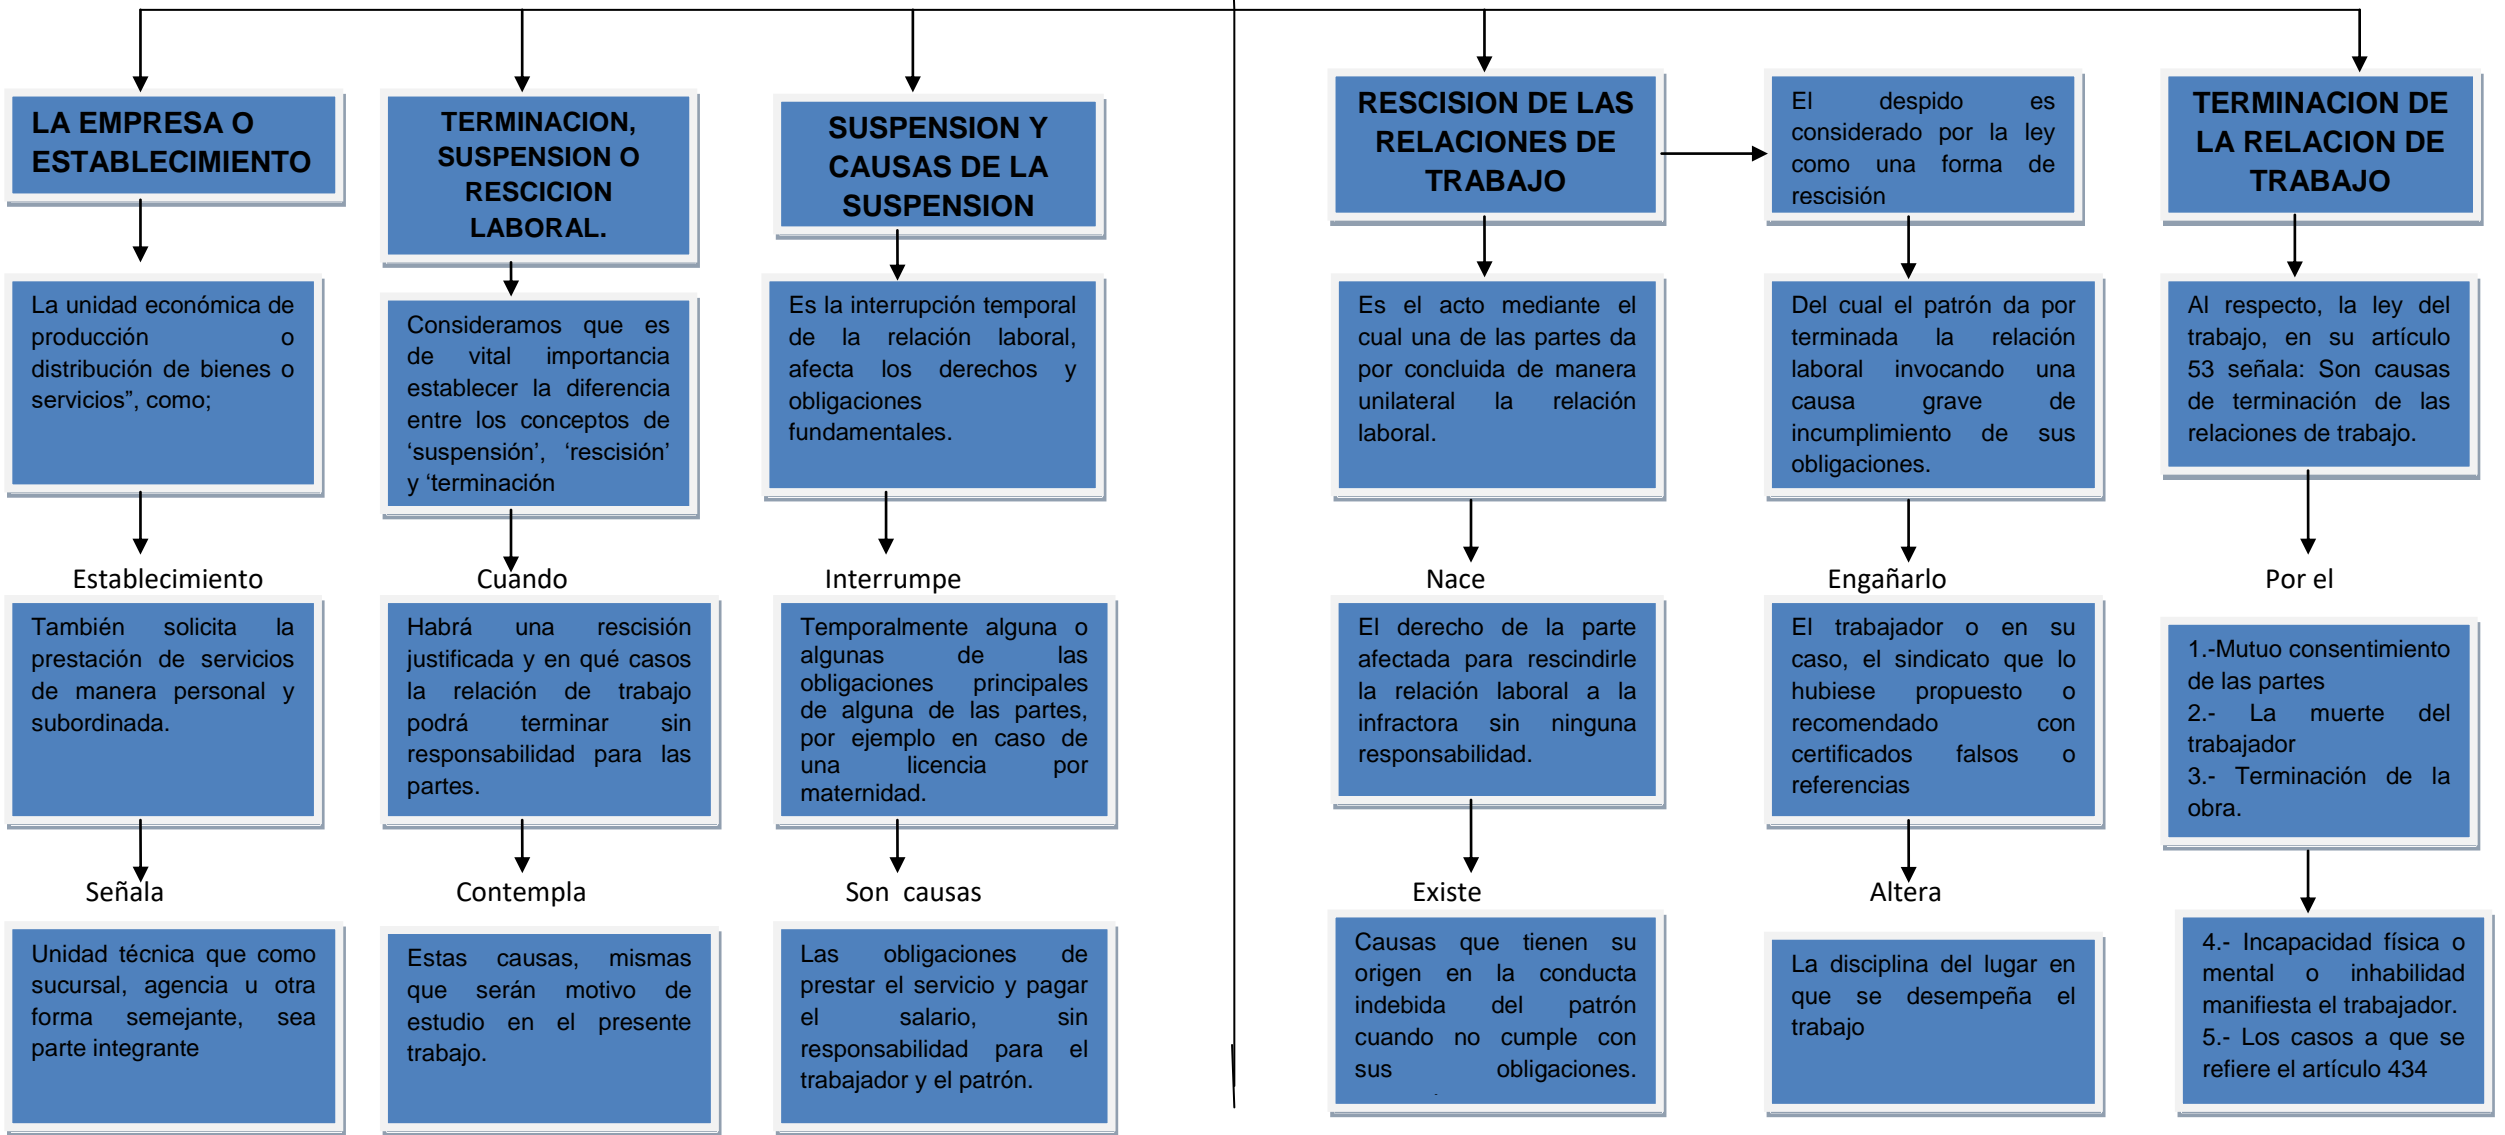 LA EMPRESA O
ESTABLECIMIENTO
La unidad económica de
producción o
distribución de bienes o
servicios”, como;
Establecimiento
También solicita la
prestación de servicios
de manera personal y
subordinada.
Señala
Unidad técnica que como
sucursal, agencia u otra
forma semejante, sea
parte integrante
TERMINACION,
SUSPENSION O
RESCICION
LABORAL.
Consideramos que es
de vital importancia
establecer la diferencia
entre los conceptos de
‘suspensión’, ‘rescisión’
y ‘terminación
Cuando
Habrá una rescisión
justificada y en qué casos
la relación de trabajo
podrá terminar sin
responsabilidad para las
partes.
Contempla
Estas causas, mismas
que serán motivo de
estudio en el presente
trabajo.
SUSPENSION Y
CAUSAS DE LA
SUSPENSION
Es la interrupción temporal
de la relación laboral,
afecta los derechos y
obligaciones
fundamentales.
Interrumpe
Temporalmente alguna o
algunas de las
obligaciones principales
de alguna de las partes,
por ejemplo en caso de
una licencia por
maternidad.
Son causas
Las obligaciones de
prestar el servicio y pagar
el salario, sin
responsabilidad para el
trabajador y el patrón.
RESCISION DE LAS
RELACIONES DE
TRABAJO
Es el acto mediante el
cual una de las partes da
por concluida de manera
unilateral la relación
laboral.
Nace
El derecho de la parte
afectada para rescindirle
la relación laboral a la
infractora sin ninguna
responsabilidad.
Existe
Causas que tienen su
origen en la conducta
indebida del patrón
cuando no cumple con
sus obligaciones.
El despido es
considerado por la ley
como una forma de
rescisión
Del cual el patrón da por
terminada la relación
laboral invocando una
causa grave de
incumplimiento de sus
obligaciones.
Engañarlo
El trabajador o en su
caso, el sindicato que lo
hubiese propuesto o
recomendado con
certificados falsos o
referencias
Altera
La disciplina del lugar en
que se desempeña el
trabajo
TERMINACION DE
LA RELACION DE
TRABAJO
Al respecto, la ley del
trabajo, en su artículo
53 señala: Son causas
de terminación de las
relaciones de trabajo.
Por el
1.-Mutuo consentimiento
de las partes
2.- La muerte del
trabajador
3.- Terminación de la
obra.
4.- Incapacidad física o
mental o inhabilidad
manifiesta el trabajador.
5.- Los casos a que se
refiere el artículo 434